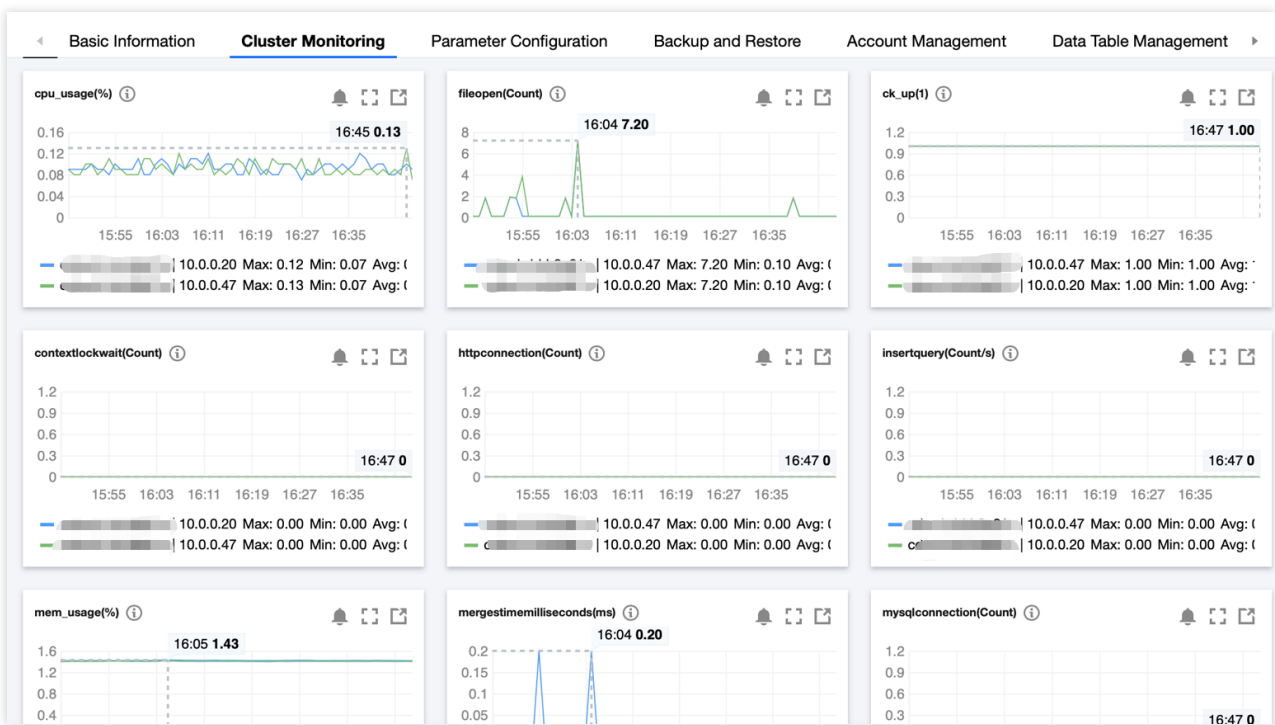 Basic Information Cluster Monitoring Parameter Configuration Backup and Restore Account Management Data Table Management
cpu_usage(%)
16:45 0.13
0.16
0.12
0.08
0.04
0
15:55 16:03 16:11 16:19 16:27 16:35
| 10.0.0.20 Max: 0.12 Min: 0.07 Avg:
| 10.0.0.47 Max: 0.13 Min: 0.07 Avg:
fileopen(Count)
16:04 7.20
8
6
4
2
0
15:55 16:03 16:11 16:19 16:27 16:35
| 10.0.0.47 Max: 7.20 Min: 0.10 Avg:
| 10.0.0.20 Max: 7.20 Min: 0.10 Avg:
ck_up(1)
16:47 1.00
1.2
0.9
0.6
0.3
0
15:55 16:03 16:11 16:19 16:27 16:35
| 10.0.0.47 Max: 1.00 Min: 1.00 Avg:
| 10.0.0.20 Max: 1.00 Min: 1.00 Avg:
contextlockwait(Count)
1.2
0.9
0.6
0.3
0
16:47 0
15:55 16:03 16:11 16:19 16:27 16:35
| 10.0.0.20 Max: 0.00 Min: 0.00 Avg:
| 10.0.0.47 Max: 0.00 Min: 0.00 Avg:
httpconnection(Count)
1.2
0.9
0.6
0.3
0
16:47 0
15:55 16:03 16:11 16:19 16:27 16:35
| 10.0.0.47 Max: 0.00 Min: 0.00 Avg:
| 10.0.0.20 Max: 0.00 Min: 0.00 Avg:
insertquery(Count/s)
1.2
0.9
0.6
0.3
0
16:47 0
15:55 16:03 16:11 16:19 16:27 16:35
| 10.0.0.47 Max: 0.00 Min: 0.00 Avg:
| 10.0.0.20 Max: 0.00 Min: 0.00 Avg:
mem_usage(%)
16:05 1.43
1.6
1.2
0.8
0.4
mergestimemilliseconds(ms)
16:04 0.20
0.2
0.15
0.1
0.05
mysqlconnection(Count)
1.2
0.9
0.6
0.3
16:47 0